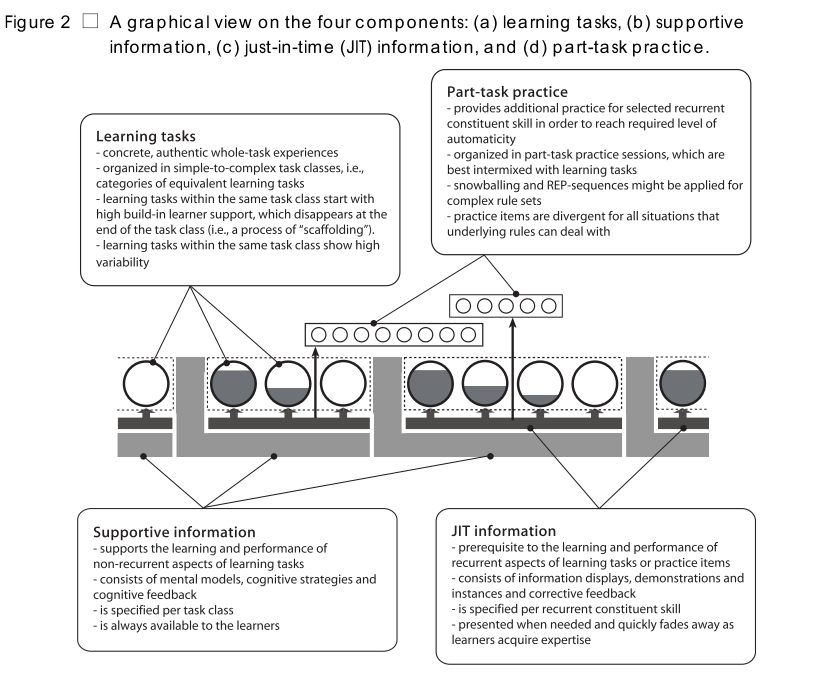 Figure 2 □ A graphical view on the four components: (a) learning tasks, (b) supportive
information, (c) just-in-time (JIT) information, and (d) part-task practice.
Part-task practice
- provides additional practice for selected recurrent
constituent skill in order to reach required level of
automaticity
- organized in part-task practice sessions, which are
best intermixed with learning tasks
- snowballing and REP-sequences might be applied for
complex rule sets
- practice items are divergent for all situations that
underlying rules can deal with
Learning tasks
- concrete, authentic whole-task experiences
- organized in simple-to-complex task classes, i.e.,
categories of equivalent learning tasks
- learning tasks within the same task class start with
high build-in learner support, which disappears at the
end of the task class (i.e., a process of “scaffolding”).
- learning tasks within the same task class show high
variability
Supportive information
- supports the learning and performance of
non-recurrent aspects of learning tasks
- consists of mental models, cognitive strategies and
cognitive feedback
- is specified per task class
- is always available to the learners
JIT information
- prerequisite to the learning and performance of
recurrent aspects of learning tasks or practice items
- consists of information displays, demonstrations and
instances and corrective feedback
- is specified per recurrent constituent skill
- presented when needed and quickly fades away as
learners acquire expertise